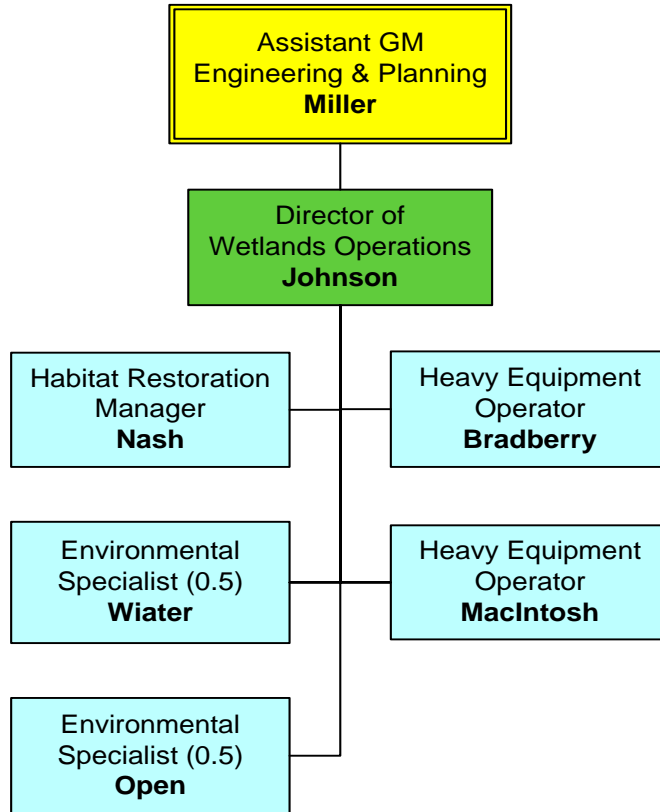 Assistant GM
Engineering & Planning
Miller
Director of
Wetlands Operations
Johnson
Habitat Restoration
Manager
Nash
Heavy Equipment
Operator
Bradberry
Environmental
Specialist (0.5)
Wiater
Heavy Equipment
Operator
MacIntosh
Environmental
Specialist (0.5)
Open